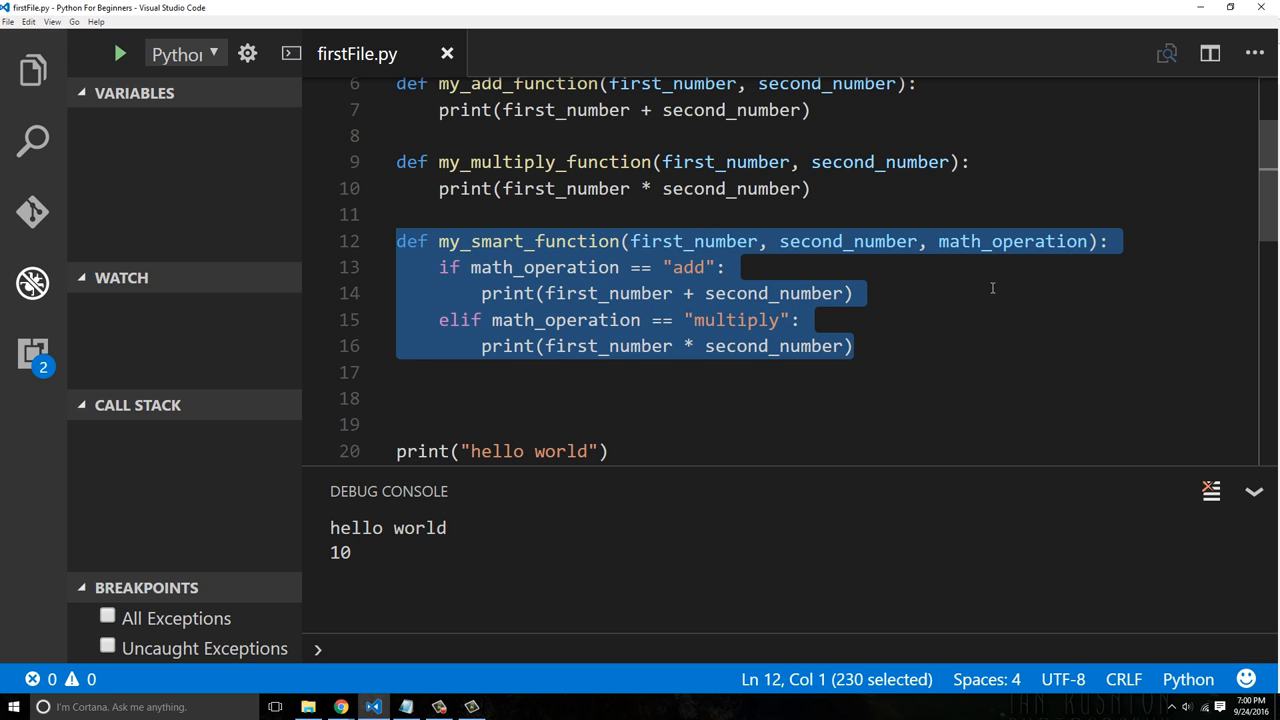 firstFile.py - Python For Beginners - Visual Studio Code
File Edit View Go Help
firstFile.py
VARIABLES
WATCH
CALL STACK
BREAKPOINTS
All Exceptions
Uncaught Exceptions
6 def my_add_function(first_number, second_number):
7 print(first_number + second_number)
8
9 def my_multiply_function(first_number, second_number):
10 print(first_number * second_number)
11
12 def my_smart_function(first_number, second_number, math_operation):
13 if math_operation == "add":
14 print(first_number + second_number)
15 elif math_operation == "multiply":
16 print(first_number * second_number)
17
18
19
20 print("hello world")
DEBUG CONSOLE
hello world
10
2
0 0 Ln 12, Col 1 (230 selected) Spaces: 4 UTF-8 CRLF Python
I'm Cortana. Ask me anything.
7:00 PM
9/24/2016